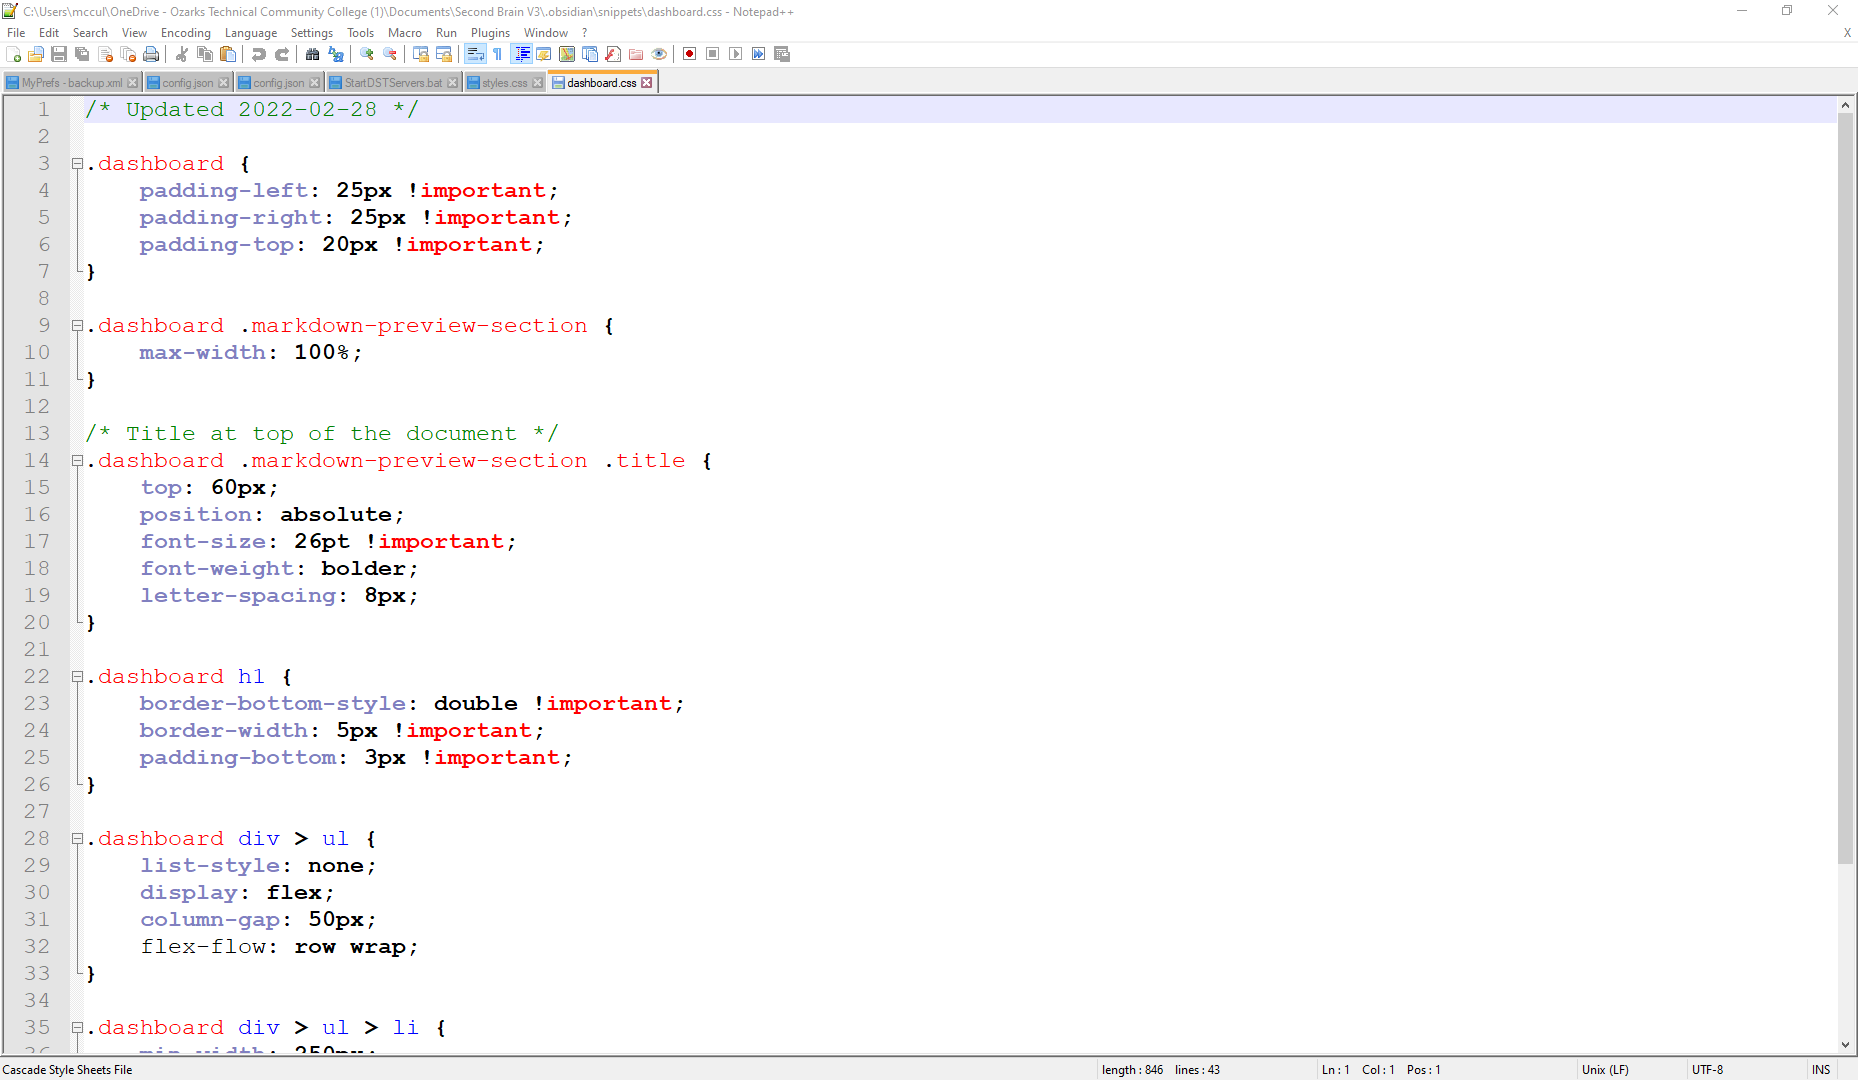 C:\Users\mccul\OneDrive - Ozarks Technical Community College (1)\Documents\Second Brain V3\.obsidian\snippets\dashboard.css - Notepad++
File Edit Search View Encoding Language Settings Tools Macro Run Plugins Window ? X
MyPrefs - backup.xml config.json config.json StartDSTServers.bat styles.css dashboard.css
1 /* Updated 2022-02-28 */
2
3 .dashboard {
4 padding-left: 25px !important;
5 padding-right: 25px !important;
6 padding-top: 20px !important;
7 }
8
9 .dashboard .markdown-preview-section {
10 max-width: 100%;
11 }
12
13 /* Title at top of the document */
14 .dashboard .markdown-preview-section .title {
15 top: 60px;
16 position: absolute;
17 font-size: 26pt !important;
18 font-weight: bolder;
19 letter-spacing: 8px;
20 }
21
22 .dashboard h1 {
23 border-bottom-style: double !important;
24 border-width: 5px !important;
25 padding-bottom: 3px !important;
26 }
27
28 .dashboard div > ul {
29 list-style: none;
30 display: flex;
31 column-gap: 50px;
32 flex-flow: row wrap;
33 }
34
35 .dashboard div > ul > li {
36 min-width: 250px;
Cascade Style Sheets File length : 846 lines : 43 Ln : 1 Col : 1 Pos : 1 Unix (LF) UTF-8 INS